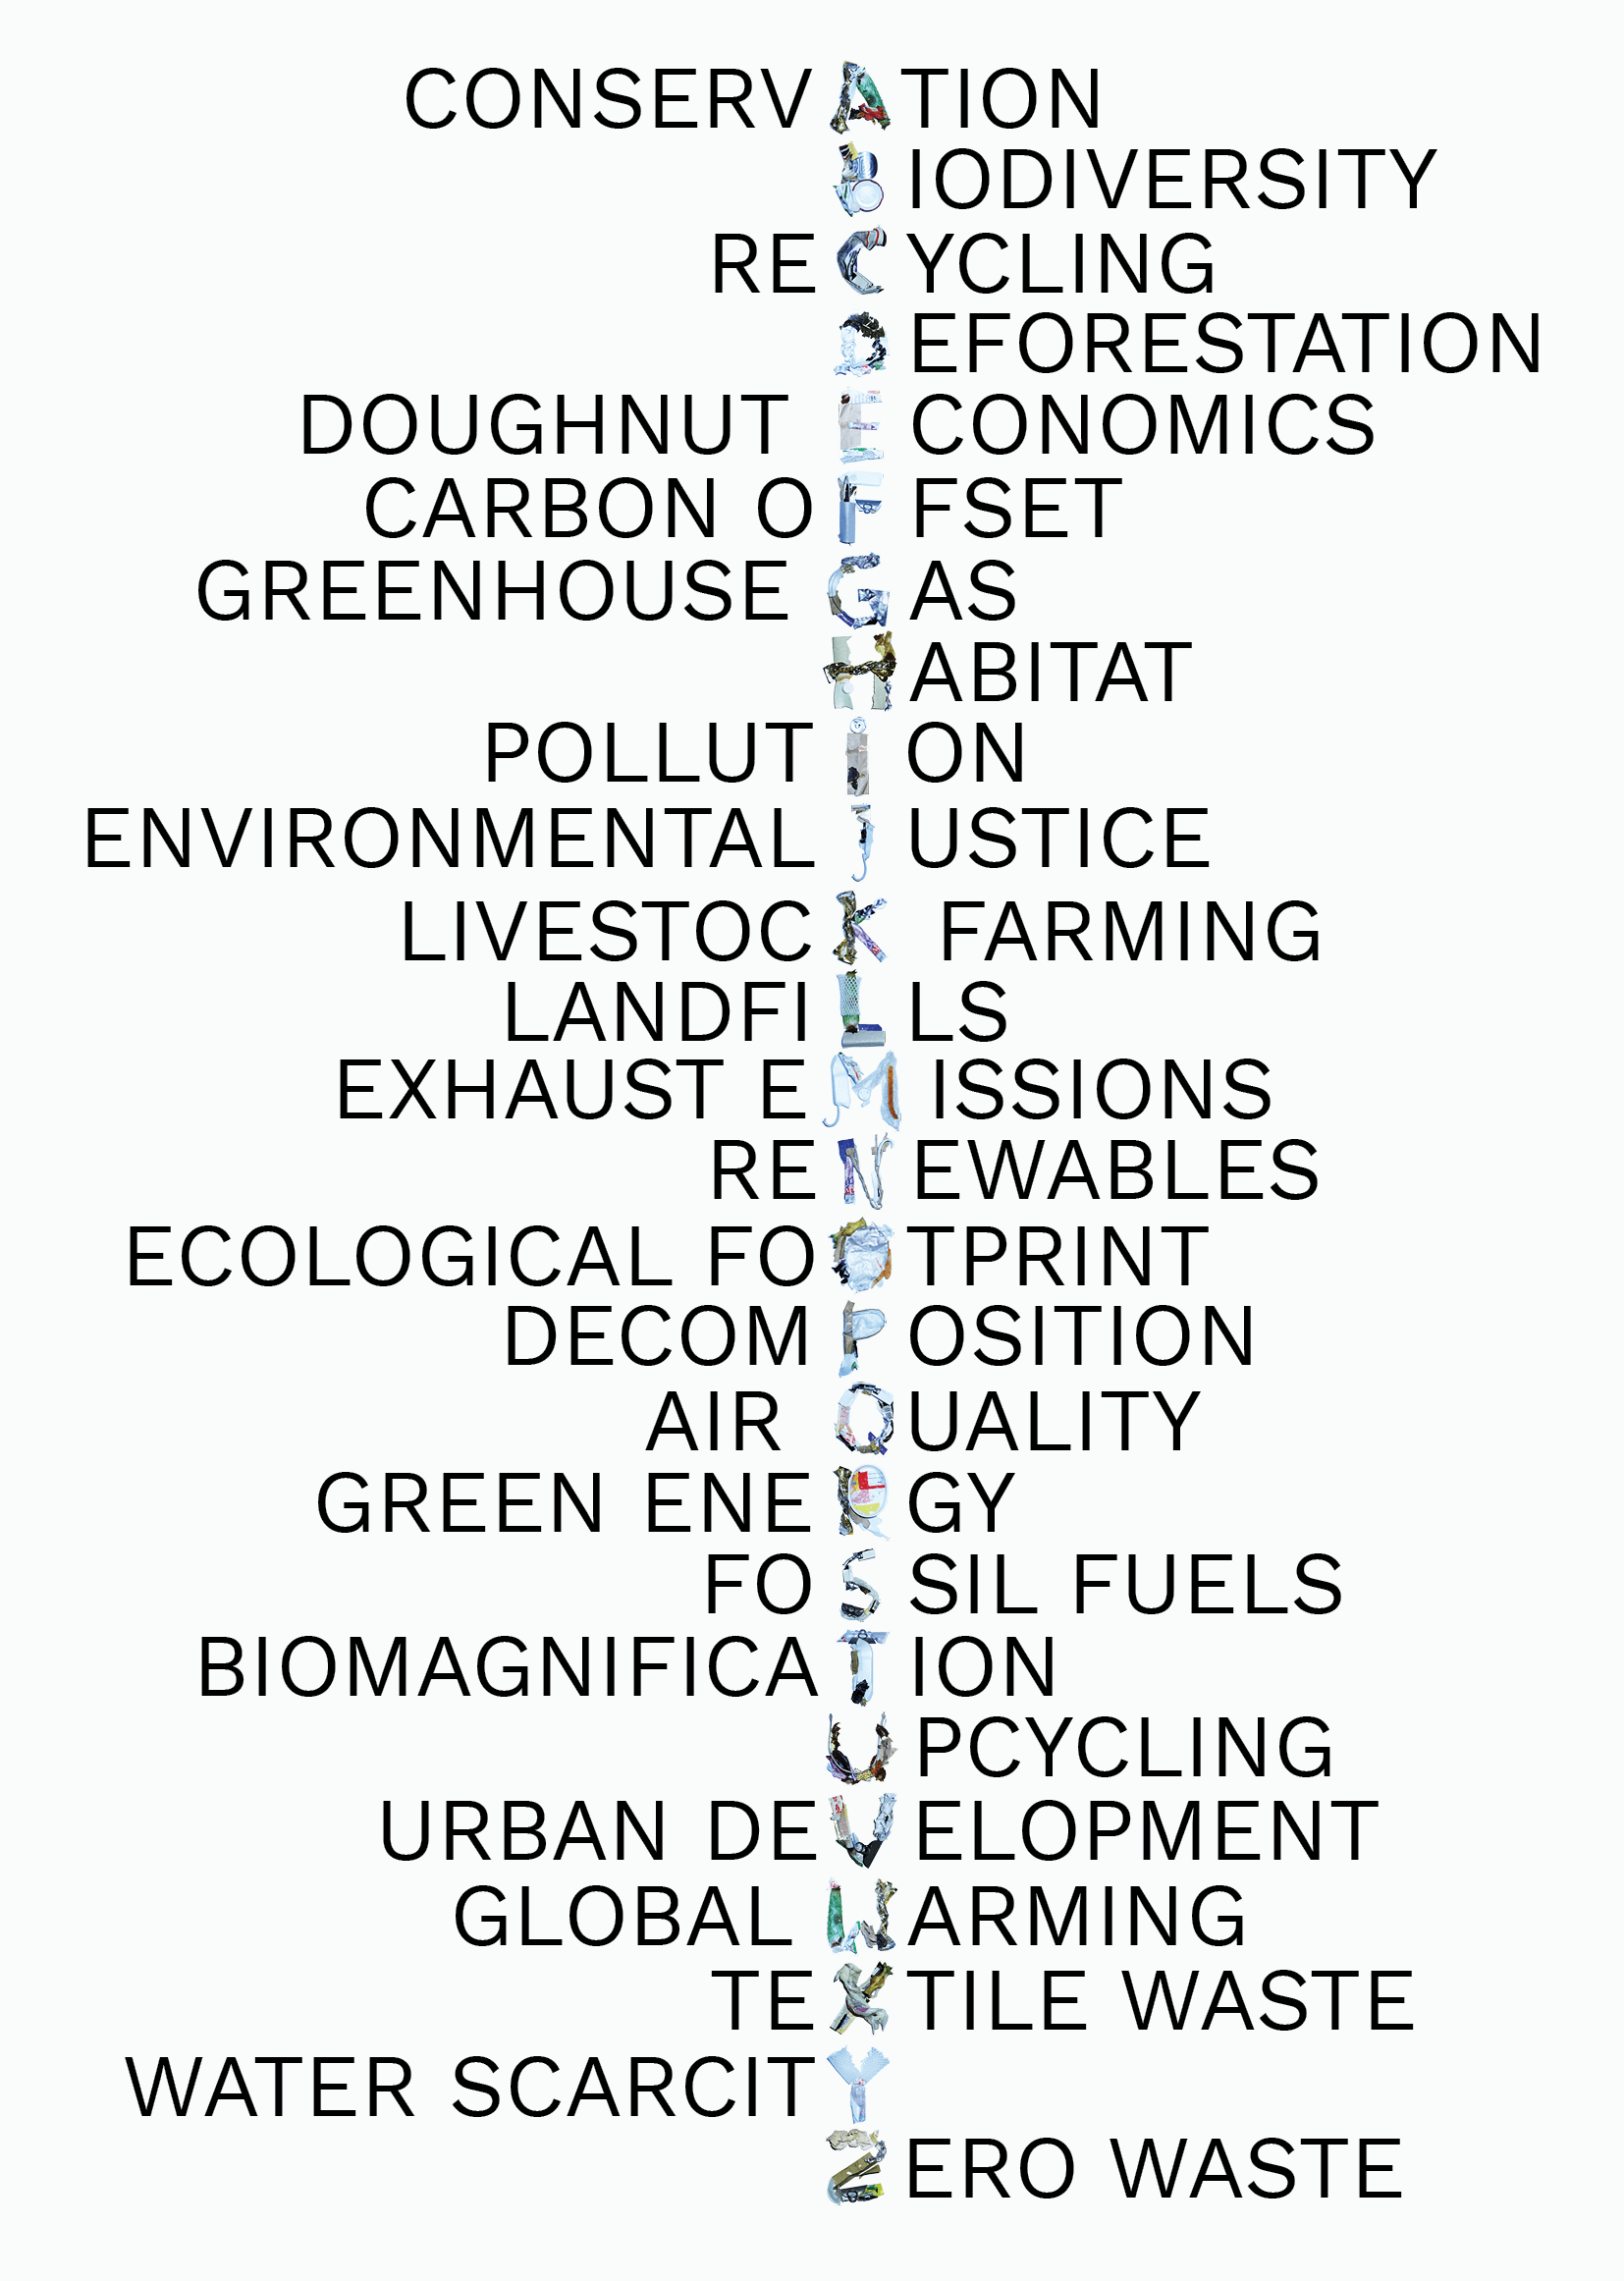 CONSERVATION
BIODIVERSITY
RECYCLING
DEFORESTATION
DOUGHNUT ECONOMICS
CARBON OFFSET
GREENHOUSE GAS
HABITAT
POLLUTiON
ENVIRONMENTAL JUSTICE
LIVESTOCK FARMING
LANDFILLS
EXHAUST EMISSIONS
RENEWABLES
ECOLOGICAL FOOTPRINT
DECOMPOSITION
AIR QUALITY
GREEN ENERGY
FOSSIL FUELS
BIOMAGNIFICATION
UPCYCLING
URBAN DEVELOPMENT
GLOBAL WARMING
TEXTILE WASTE
WATER SCARCITY
ZERO WASTE